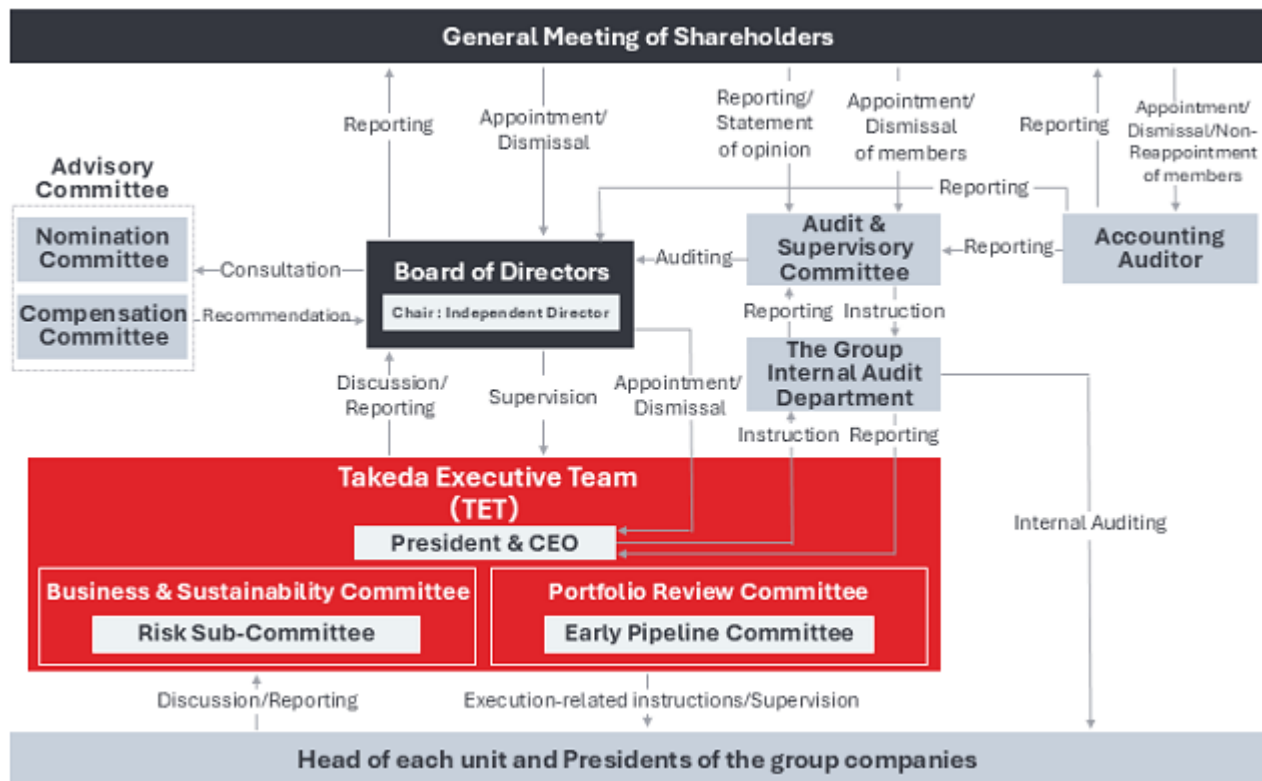 General Meeting of Shareholders
Reporting
Appointment/
Dismissal
Reporting/
Statement
of opinion
Appointment/
Dismissal
of members
Reporting
Appointment/
Dismissal/Non-
Reappointment
of members
Advisory
Committee
Nomination
Committee
Compensation
Committee
Consultation
Recommendation
Board of Directors
Chair : Independent Director
Auditing
Reporting
Audit &
Supervisory
Committee
Reporting
Accounting
Auditor
Reporting
Instruction
The Group
Internal Audit
Department
Discussion/
Reporting
Supervision
Appointment/
Dismissal
Instruction
Reporting
Internal Auditing
Takeda Executive Team
(TET)
President & CEO
Business & Sustainability Committee
Risk Sub-Committee
Portfolio Review Committee
Early Pipeline Committee
Discussion/Reporting
Execution-related instructions/Supervision
Head of each unit and Presidents of the group companies